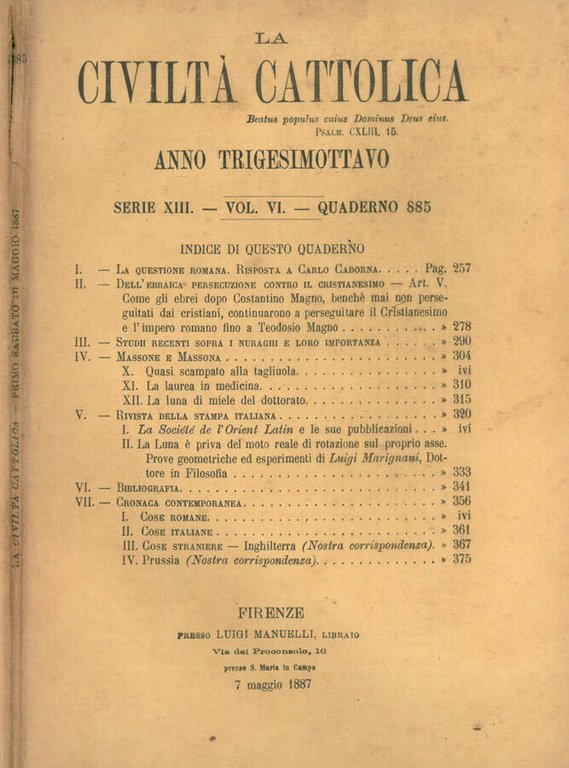 LA
CIVILTÀ CATTOLICA
Beatus populus cuius Dominus Deus eius.
PSALM. CXLIII, 15.
ANNO TRIGESIMOTTAVO
SERIE XIII. — VOL. VI. — QUADERNO 885
INDICE DI QUESTO QUADERNO
I. — LA QUESTIONE ROMANA. RISPOSTA A CARLO CADORNA. . . . . Pag. 257
II. — DELL'EBRAICA PERSECUZIONE CONTRO IL CRISTIANESIMO — Art. V.
Come gli ebrei dopo Costantino Magno, benchè mai non perse-
guitati dai cristiani, continuarono a perseguitare il Cristianesimo
e l'impero romano fino a Teodosio Magno . . . . . . . . . . » 278
III. — STUDII RECENTI SOPRA I NURAGHI E LORO IMPORTANZA . . . . . » 290
IV. — MASSONE E MASSONA. . . . . . . . . . . . . . . . . . . » 304
X. Quasi scampato alla tagliuola. . . . . . . . . . . . . . » ivi
XI. La laurea in medicina. . . . . . . . . . . . . . . . . » 310
XII. La luna di miele del dottorato. . . . . . . . . . . . . » 315
V. — RIVISTA DELLA STAMPA ITALIANA . . . . . . . . . . . . . . » 320
I. La Société de l'Orient Latin e le sue pubblicazioni . . . » ivi
II. La Luna è priva del moto reale di rotazione sul proprio asse.
Prove geometriche ed esperimenti di Luigi Marignani, Dot-
tore in Filosofia . . . . . . . . . . . . . . . . . . . . » 333
VI. — BIBLIOGRAFIA. . . . . . . . . . . . . . . . . . . . . . » 341
VII. — CRONACA CONTEMPORANEA. . . . . . . . . . . . . . . . . . » 356
I. COSE ROMANE. . . . . . . . . . . . . . . . . . . . . . » ivi
II. COSE ITALIANE . . . . . . . . . . . . . . . . . . . . . » 361
III. COSE STRANIERE — Inghilterra (Nostra corrispondenza). . » 367
IV. Prussia (Nostra corrispondenza). . . . . . . . . . . . . » 375
FIRENZE
PRESSO LUIGI MANUELLI, LIBRAIO
Via del Proconsolo, 16
presso S. Maria in Campo
7 maggio 1887
LA CIVILTÀ CATTOLICA — PRIMO SABBATO DI MAGGIO 1887
885